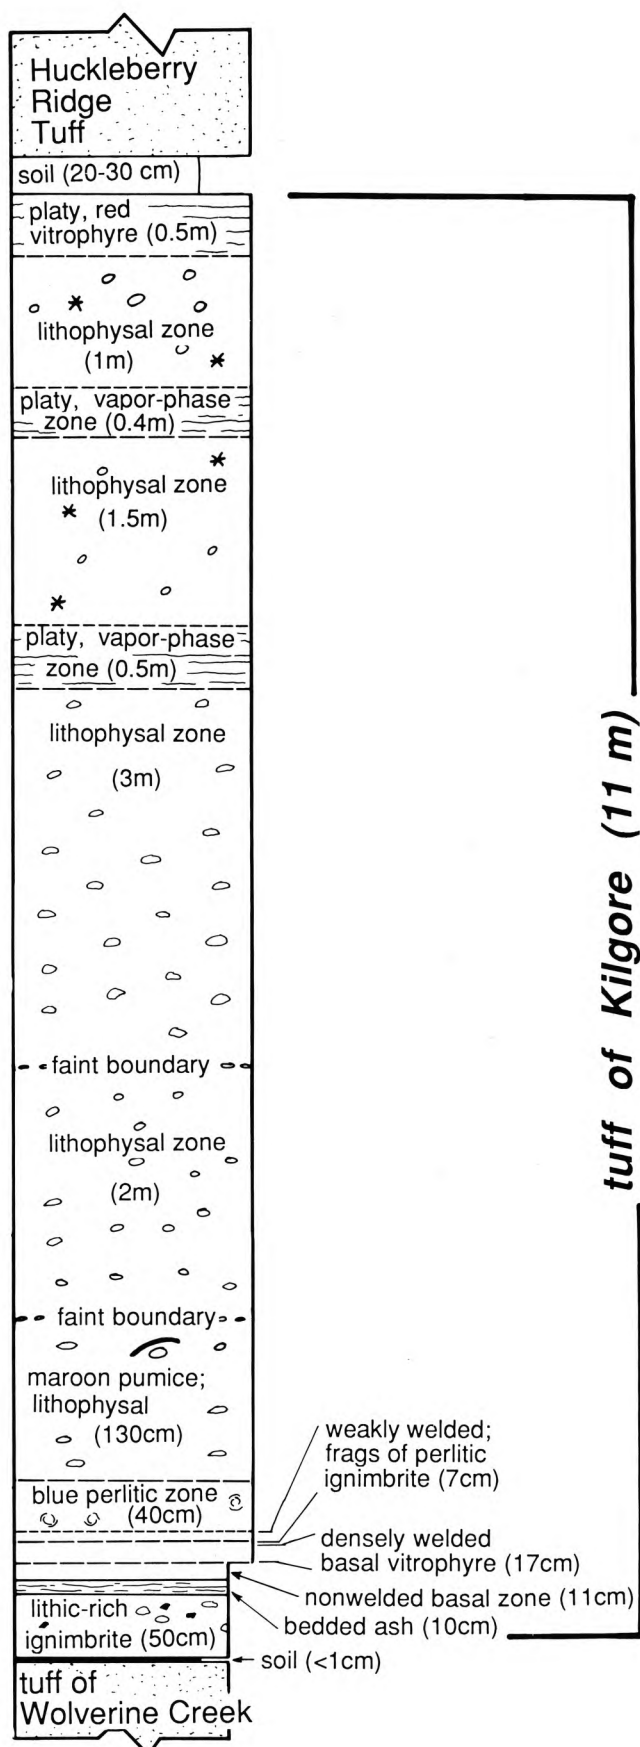 Huckleberry
Ridge
Tuff
soil (20-30 cm)
platy, red
vitrophyre (0.5m)
lithophysal zone
(1m)
platy, vapor-phase
zone (0.4m)
lithophysal zone
(1.5m)
platy, vapor-phase
zone (0.5m)
lithophysal zone
(3m)
faint boundary
lithophysal zone
(2m)
faint boundary
maroon pumice;
lithophysal
(130cm)
blue perlitic zone
(40cm)
weakly welded;
frags of perlitic
ignimbrite (7cm)
densely welded
basal vitrophyre (17cm)
nonwelded basal zone (11cm)
bedded ash (10cm)
lithic-rich
ignimbrite (50cm)
soil (<1cm)
tuff of
Wolverine Creek
tuff of Kilgore (11 m)